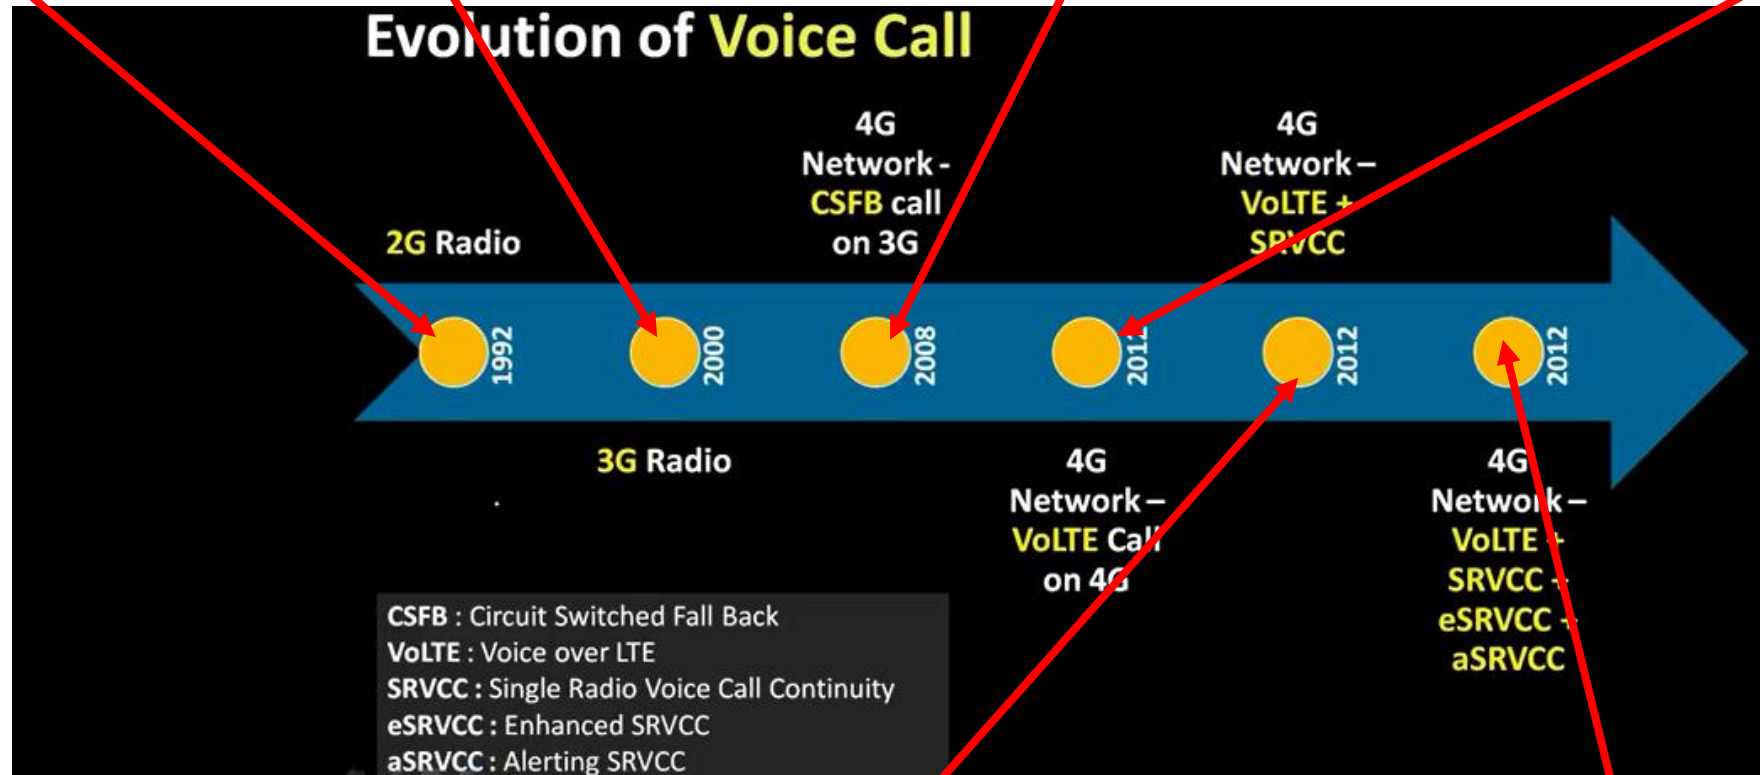 Evolution of Voice Call
4G
Network -
CSFB call
on 3G
4G
Network –
VoLTE +
SRVCC
2G Radio
1992
2000
2008
2012
2012
3G Radio
4G
Network –
VoLTE Call
on 4G
4G
Network –
VoLTE +
SRVCC +
eSRVCC +
aSRVCC
CSFB : Circuit Switched Fall Back
VoLTE : Voice over LTE
SRVCC : Single Radio Voice Call Continuity
eSRVCC : Enhanced SRVCC
aSRVCC : Alerting SRVCC